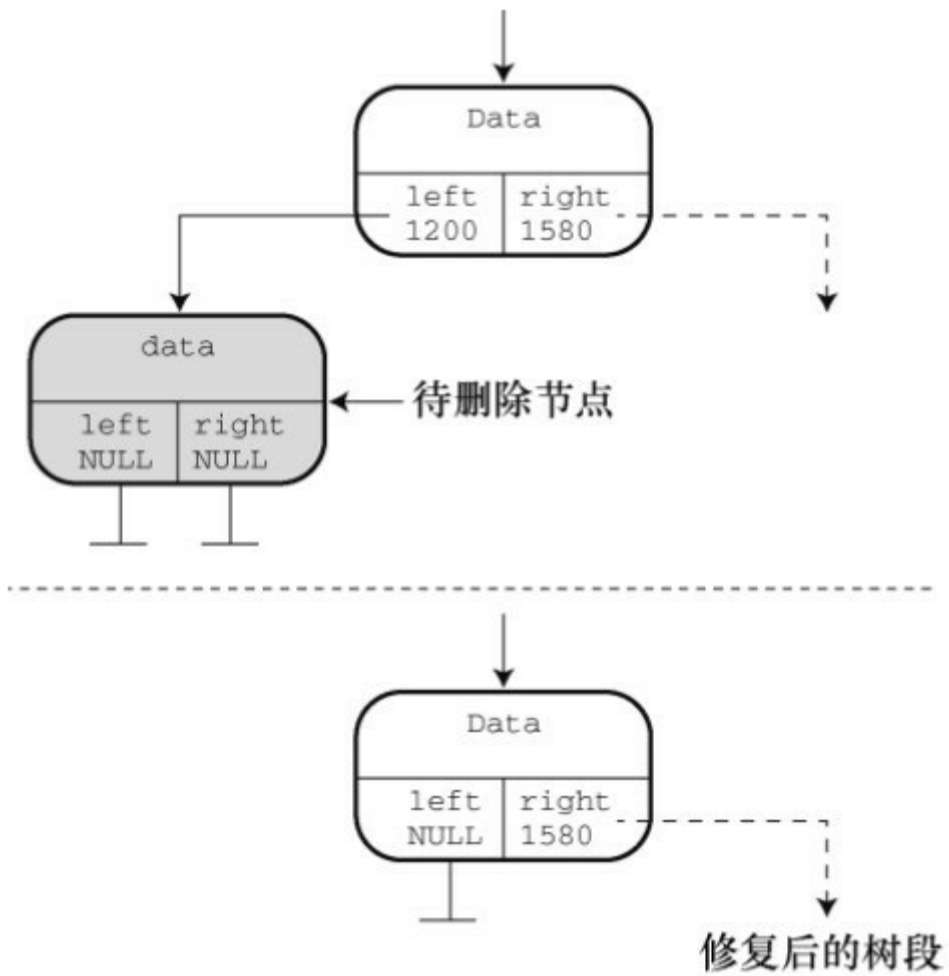 Data
left right
1200 1580
data
待删除节点
left right
NULL NULL
Data
left right
NULL 1580
修复后的树段